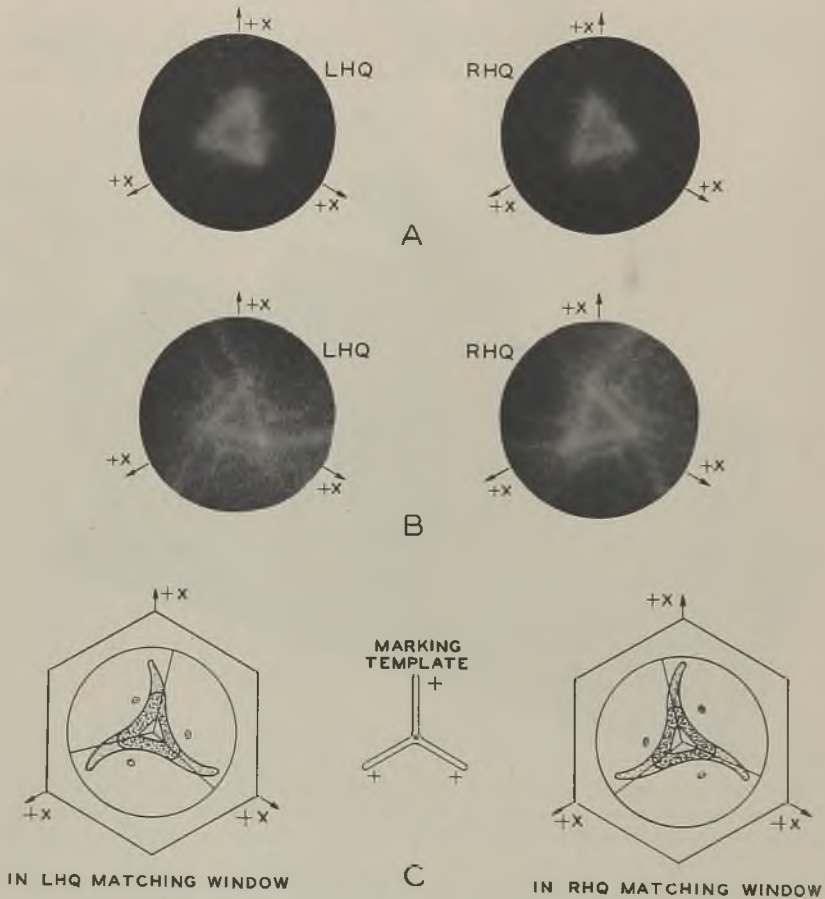 +X
+X
LHQ
RHQ
+X
+X
+X
+X
A
+X
+X
LHQ
RHQ
+X
+X
+X
+X
B
+X
+X
MARKING
TEMPLATE
+
+
+
+X
+X
+X
+X
IN LHQ MATCHING WINDOW
C
IN RHQ MATCHING WINDOW